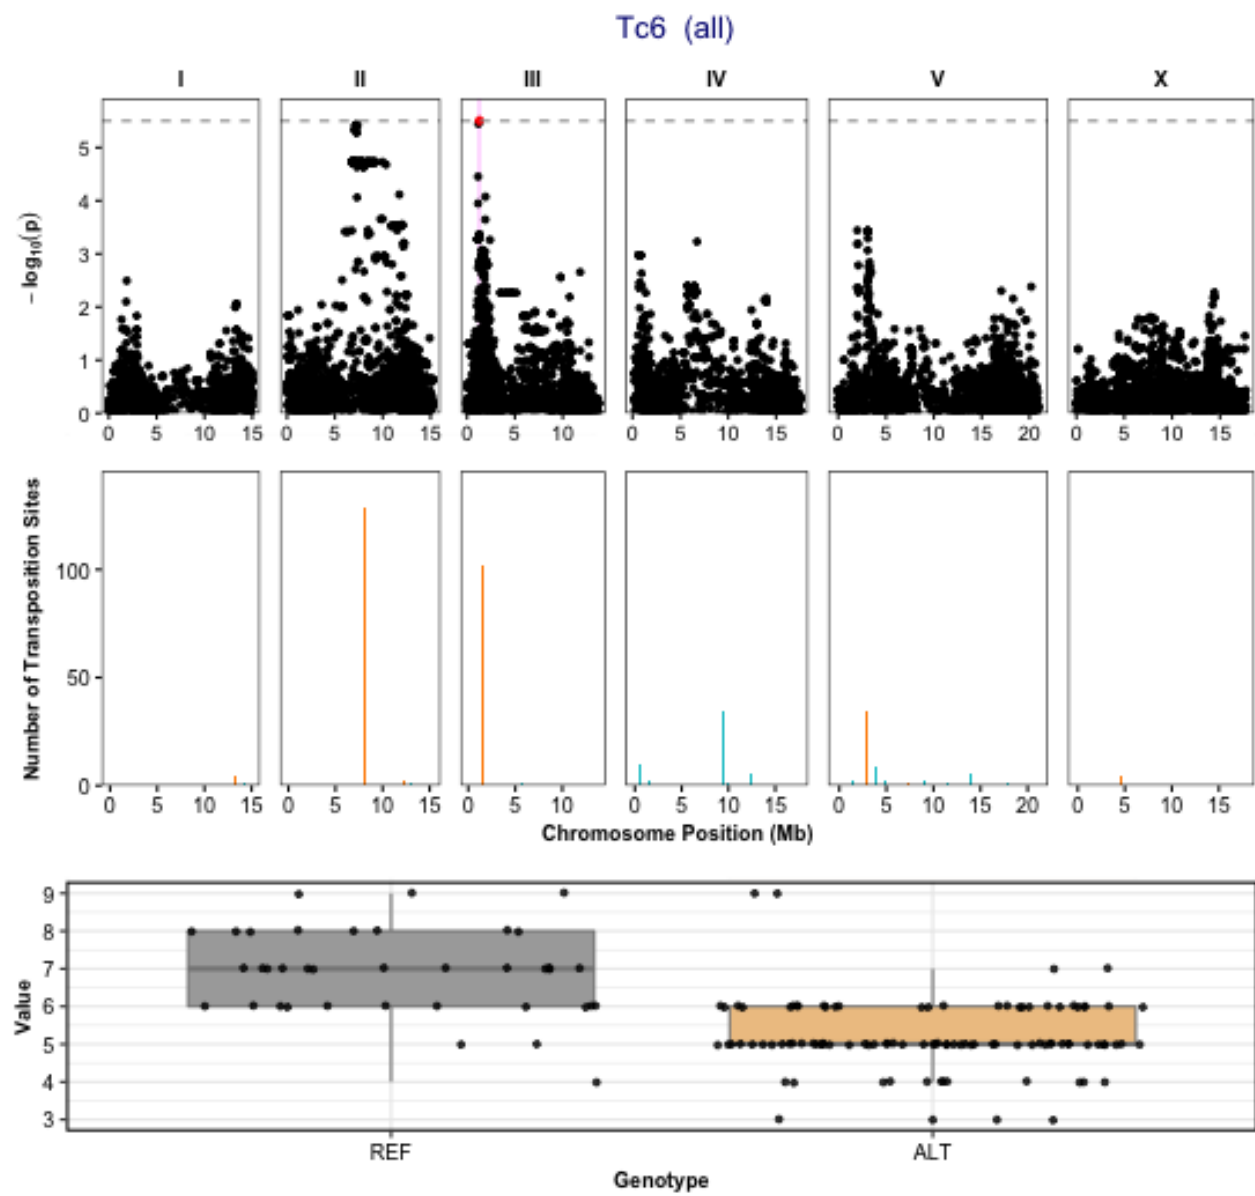 Tc6 (all)
I II III IV V X
− log10(p)
5
4
3
2
1
0
0 5 10 15 0 5 10 15 0 5 10 0 5 10 15 0 5 10 15 20 0 5 10 15
Number of Transposition Sites
100
50
0
0 5 10 15 0 5 10 15 0 5 10 0 5 10 15 0 5 10 15 20 0 5 10 15
Chromosome Position (Mb)
Value
9
8
7
6
5
4
3
REF ALT
Genotype